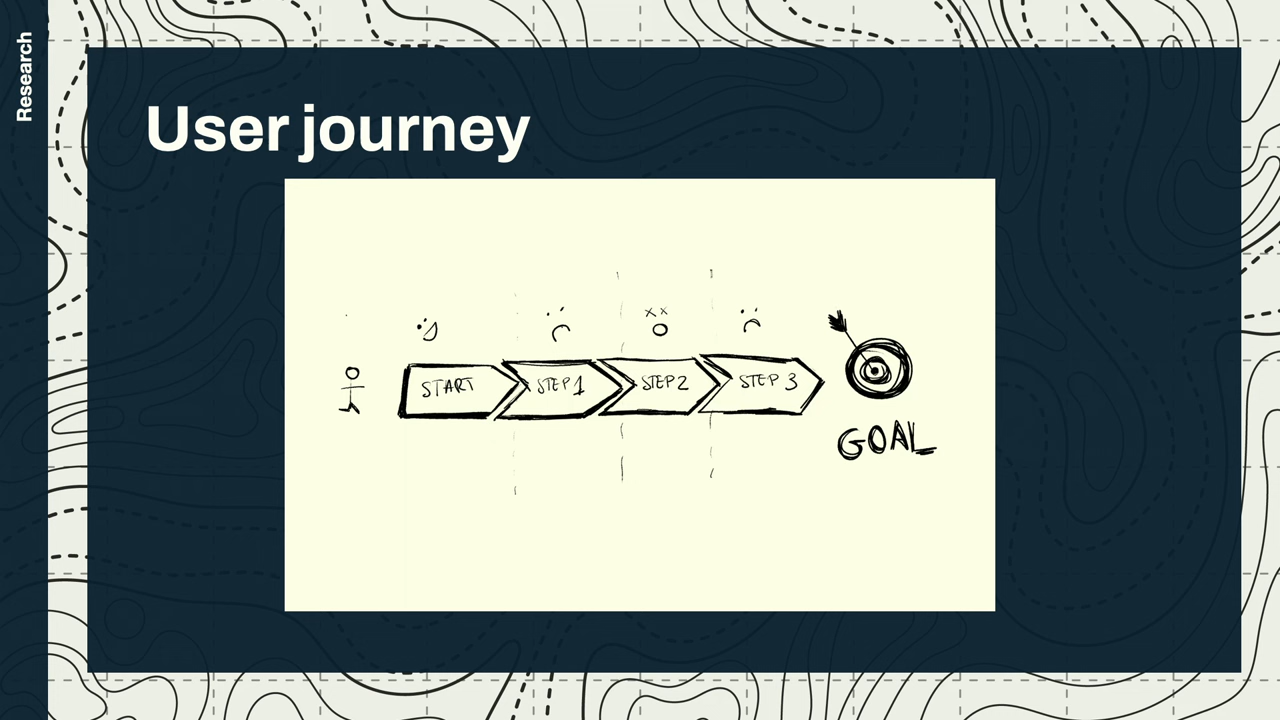 Research
User journey
START
STEP 1
STEP 2
STEP 3
GOAL